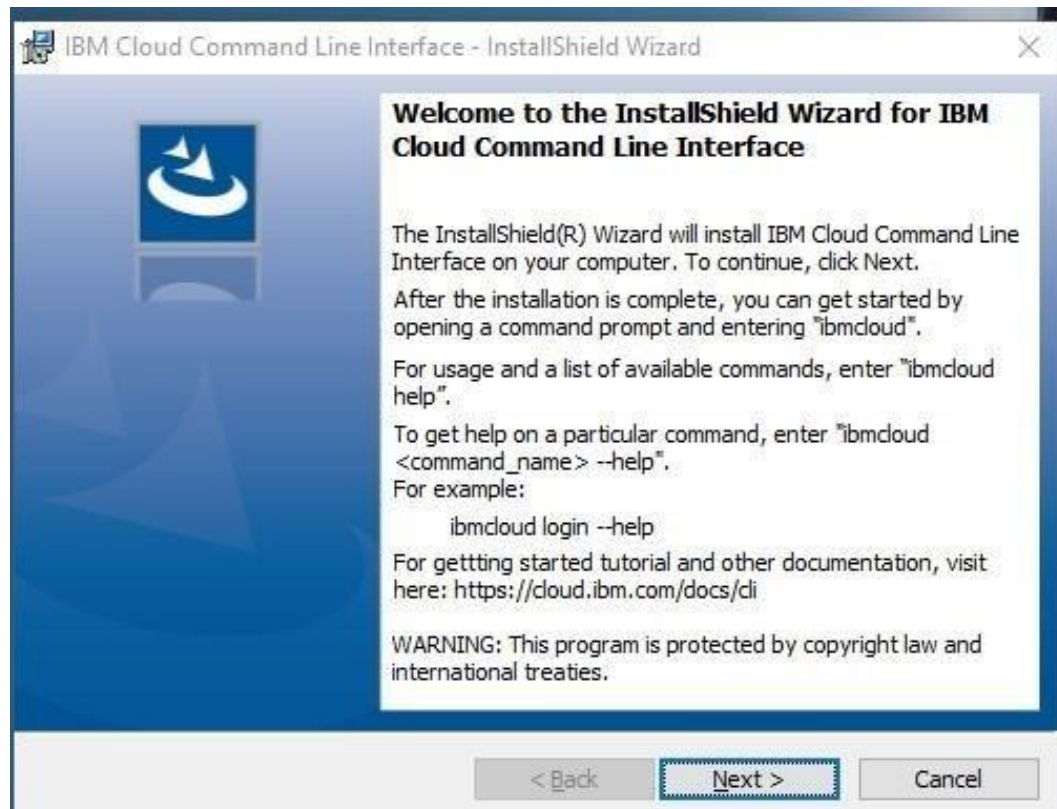 IBM Cloud Command Line Interface - InstallShield Wizard
Welcome to the InstallShield Wizard for IBM
Cloud Command Line Interface
The InstallShield(R) Wizard will install IBM Cloud Command Line
Interface on your computer. To continue, click Next.
After the installation is complete, you can get started by
opening a command prompt and entering "ibmcloud".
For usage and a list of available commands, enter "ibmcloud
help".
To get help on a particular command, enter "ibmcloud
<command_name> --help".
For example:
ibmcloud login --help
For gettting started tutorial and other documentation, visit
here: https://cloud.ibm.com/docs/cli
WARNING: This program is protected by copyright law and
international treaties.
< Back
Next >
Cancel